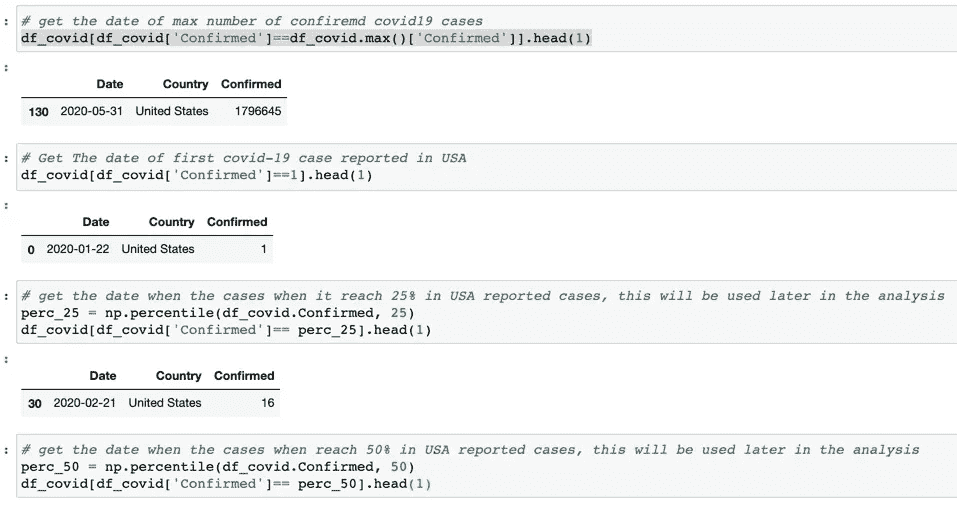 : # get the date of max number of confiremd covid19 cases
df_covid[df_covid['Confirmed']==df_covid.max()['Confirmed']].head(1)
:
Date Country Confirmed
130 2020-05-31 United States 1796645
: # Get The date of first covid-19 case reported in USA
df_covid[df_covid['Confirmed']==1].head(1)
:
Date Country Confirmed
0 2020-01-22 United States 1
: # get the date when the cases when it reach 25% in USA reported cases, this will be used later in the analysis
perc_25 = np.percentile(df_covid.Confirmed, 25)
df_covid[df_covid['Confirmed']== perc_25].head(1)
:
Date Country Confirmed
30 2020-02-21 United States 16
: # get the date when the cases when reach 50% in USA reported cases, this will be used later in the analysis
perc_50 = np.percentile(df_covid.Confirmed, 50)
df_covid[df_covid['Confirmed']== perc_50].head(1)